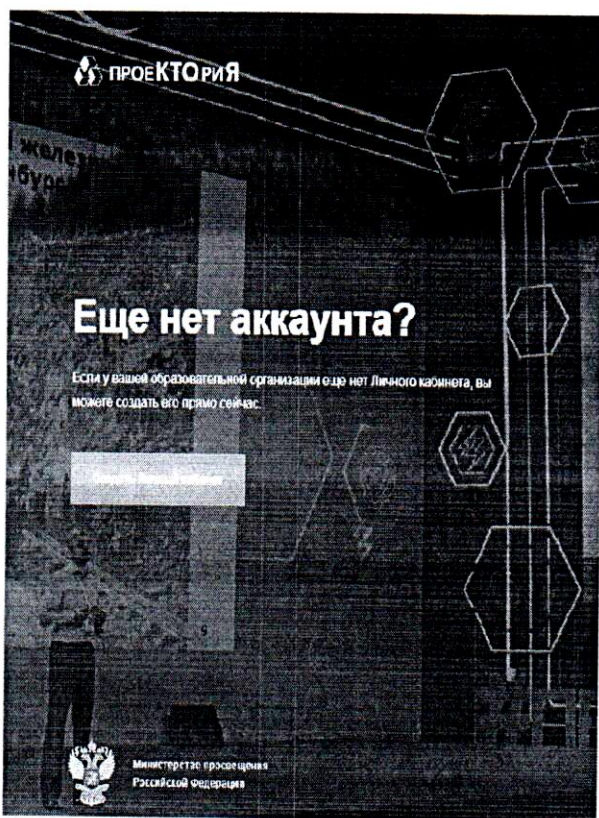 ПРОЕКТОРИЯ
желез
Еще нет аккаунта?
Если у вашей образовательной организации еще нет Личного кабинета, вы
можете создать его прямо сейчас.
Министерство просвещения
Российской Федерации